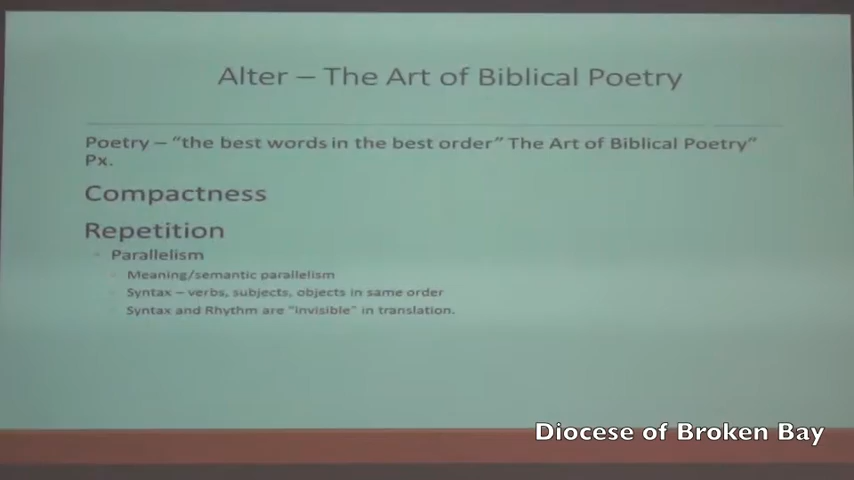 Alter – The Art of Biblical Poetry
Poetry – “the best words in the best order” The Art of Biblical Poetry”
Px.
Compactness
Repetition
Parallelism
Meaning/semantic parallelism
Syntax – verbs, subjects, objects in same order
Syntax and Rhythm are “invisible” in translation.
Diocese of Broken Bay